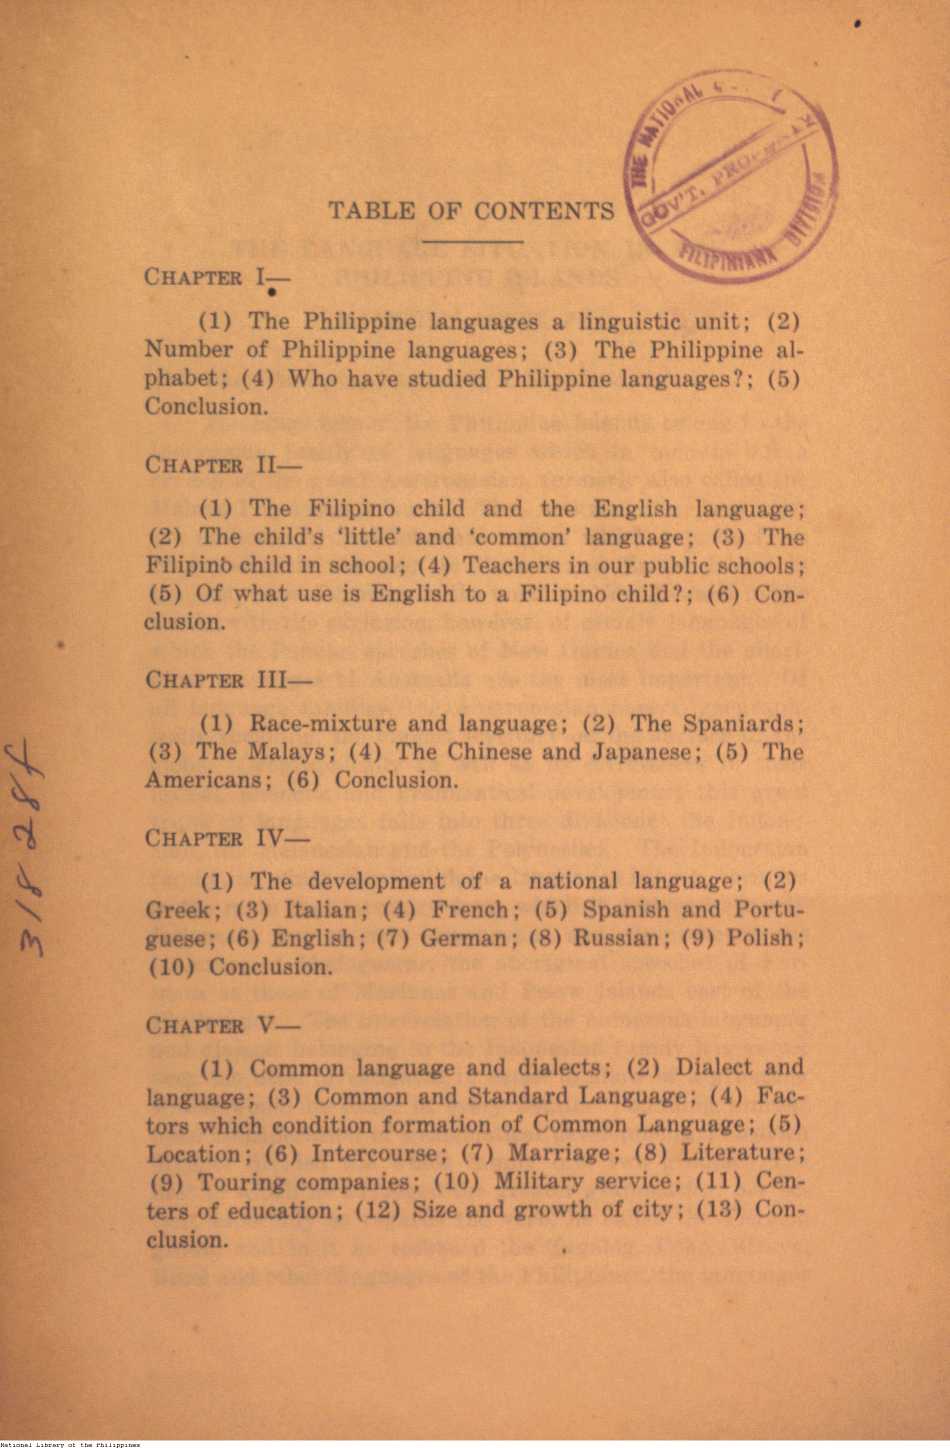 THE NATIONAL
GOV'T. PROPERTY
FILIPINIANA DIVISION
TABLE OF CONTENTS
CHAPTER I—
(1) The Philippine languages a linguistic unit; (2)
Number of Philippine languages; (3) The Philippine al-
phabet; (4) Who have studied Philippine languages?; (5)
Conclusion.
CHAPTER II—
(1) The Filipino child and the English language;
(2) The child's ‘little’ and ‘common’ language; (3) The
Filipino child in school; (4) Teachers in our public schools;
(5) Of what use is English to a Filipino child?; (6) Con-
clusion.
CHAPTER III—
(1) Race-mixture and language; (2) The Spaniards;
(3) The Malays; (4) The Chinese and Japanese; (5) The
Americans; (6) Conclusion.
CHAPTER IV—
(1) The development of a national language; (2)
Greek; (3) Italian; (4) French; (5) Spanish and Portu-
guese; (6) English; (7) German; (8) Russian; (9) Polish;
(10) Conclusion.
CHAPTER V—
(1) Common language and dialects; (2) Dialect and
language; (3) Common and Standard Language; (4) Fac-
tors which condition formation of Common Language; (5)
Location; (6) Intercourse; (7) Marriage; (8) Literature;
(9) Touring companies; (10) Military service; (11) Cen-
ters of education; (12) Size and growth of city; (13) Con-
clusion.
National Library of the Philippines